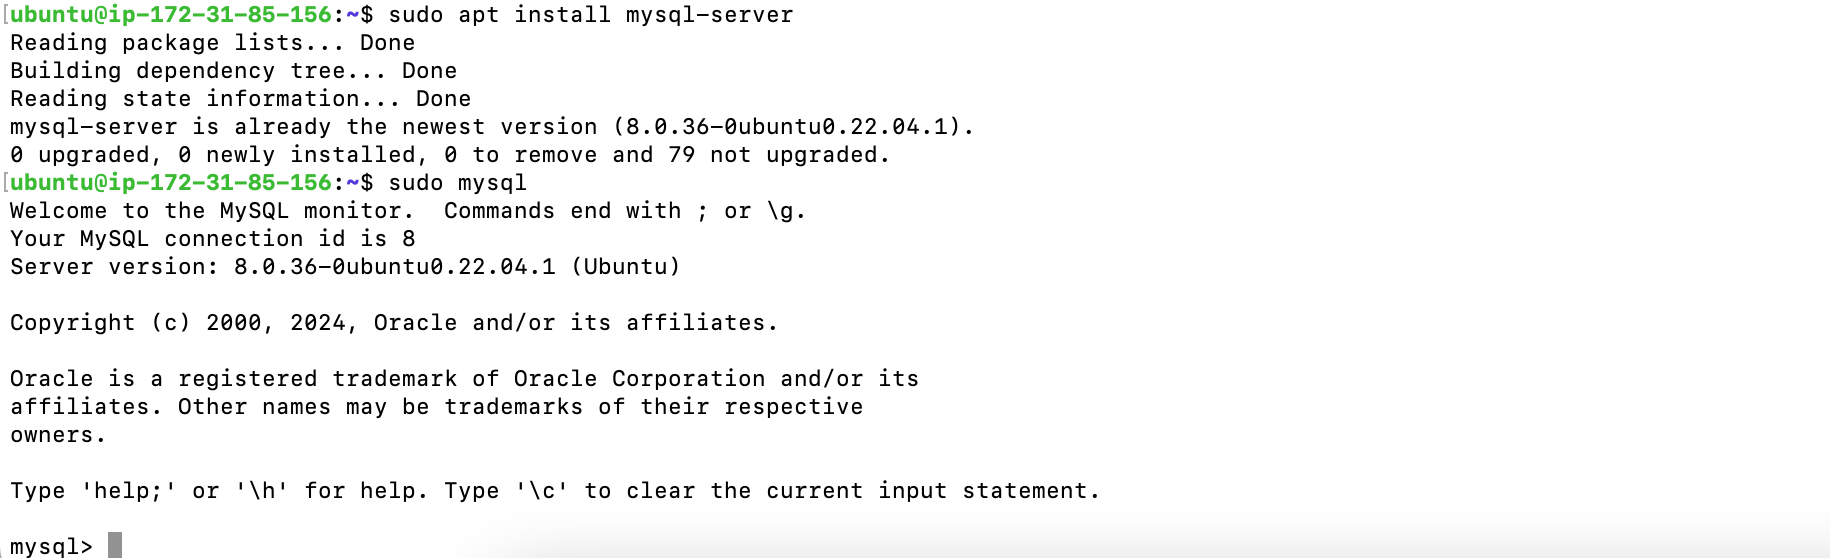 [ubuntu@ip-172-31-85-156:~$ sudo apt install mysql-server
Reading package lists... Done
Building dependency tree... Done
Reading state information... Done
mysql-server is already the newest version (8.0.36-0ubuntu0.22.04.1).
0 upgraded, 0 newly installed, 0 to remove and 79 not upgraded.
[ubuntu@ip-172-31-85-156:~$ sudo mysql
Welcome to the MySQL monitor.  Commands end with ; or \g.
Your MySQL connection id is 8
Server version: 8.0.36-0ubuntu0.22.04.1 (Ubuntu)
Copyright (c) 2000, 2024, Oracle and/or its affiliates.
Oracle is a registered trademark of Oracle Corporation and/or its
affiliates. Other names may be trademarks of their respective
owners.
Type 'help;' or '\h' for help. Type '\c' to clear the current input statement.
mysql>